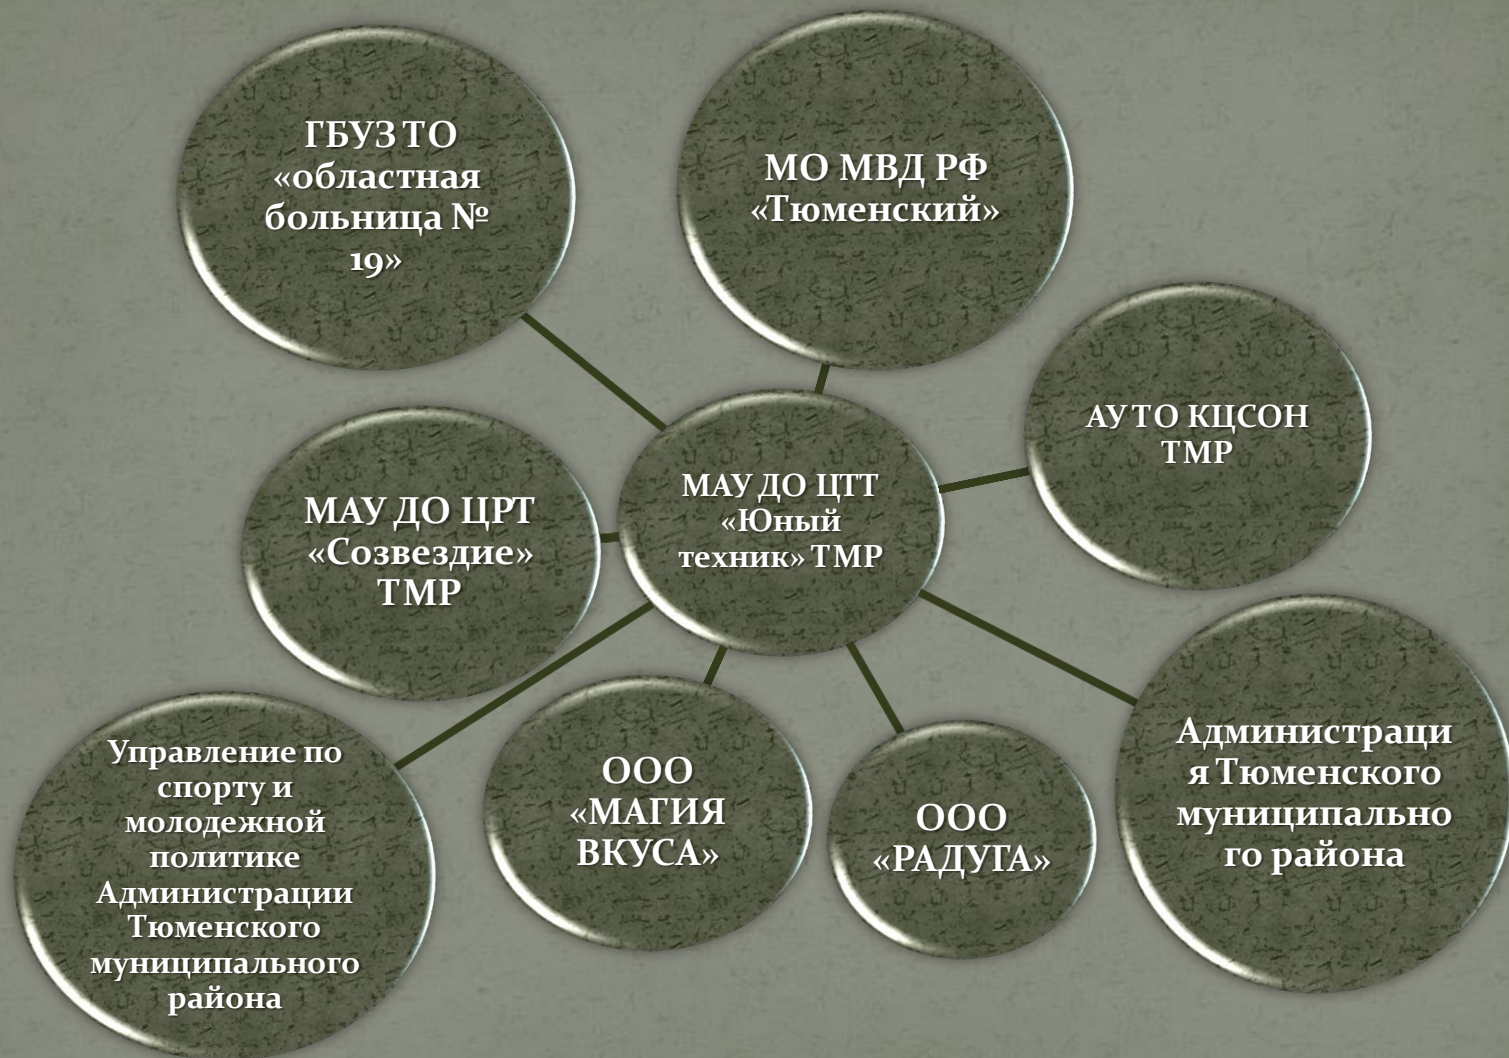 ГБУЗ ТО
«областная
больница №
19»
МО МВД РФ
«Тюменский»
АУ ТО КЦСОН
ТМР
МАУ ДО ЦТТ
«Юный
техник» ТМР
МАУ ДО ЦРТ
«Созвездие»
ТМР
Управление по
спорту и
молодежной
политике
Администрации
Тюменского
муниципального
района
ООО
«МАГИЯ
ВКУСА»
ООО
«РАДУГА»
Администраци
я Тюменского
муниципально
го района